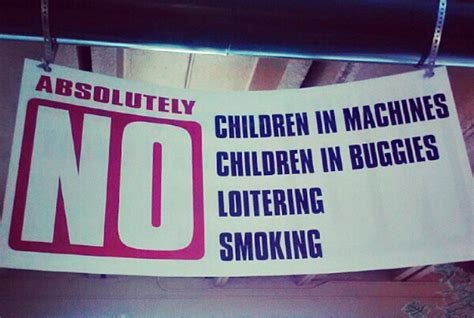 ABSOLUTELY
NO
CHILDREN IN MACHINES
CHILDREN IN BUGGIES
LOITERING
SMOKING